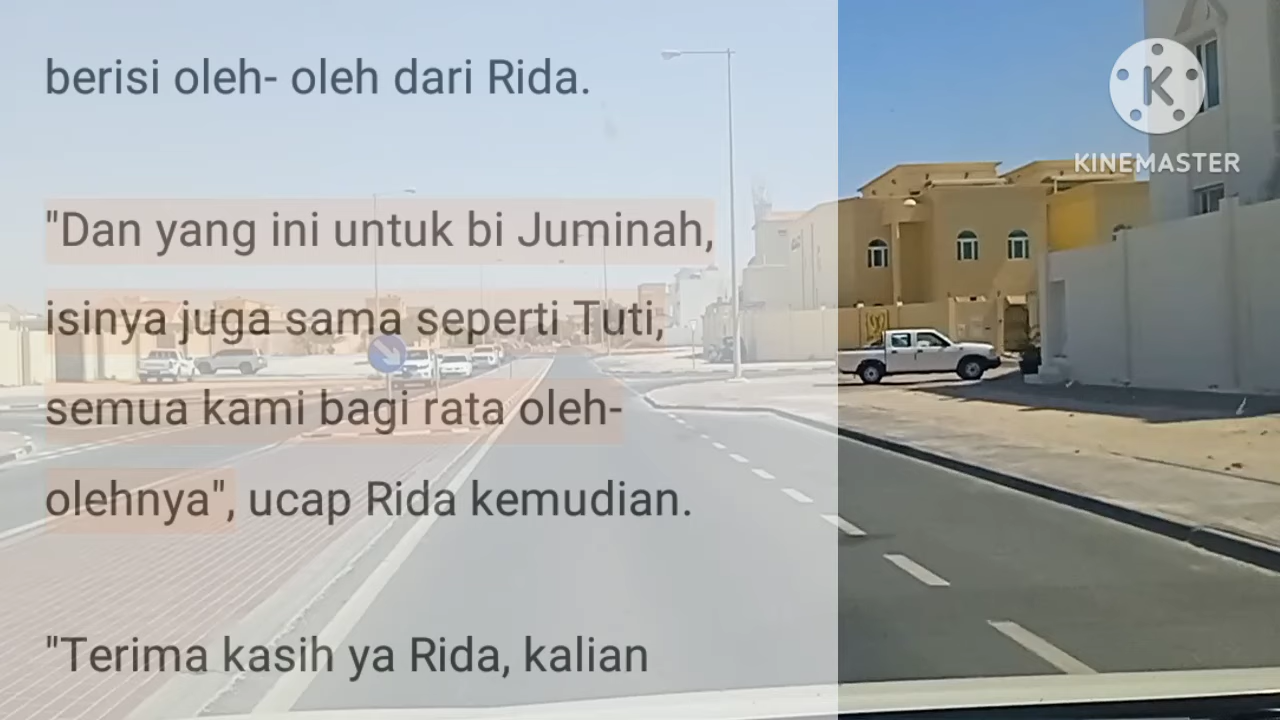 berisi oleh- oleh dari Rida.
"Dan yang ini untuk bi Juminah,
isinya juga sama seperti Tuti,
semua kami bagi rata oleh-
olehnya", ucap Rida kemudian.
"Terima kasih ya Rida, kalian
K
KINEMASTER